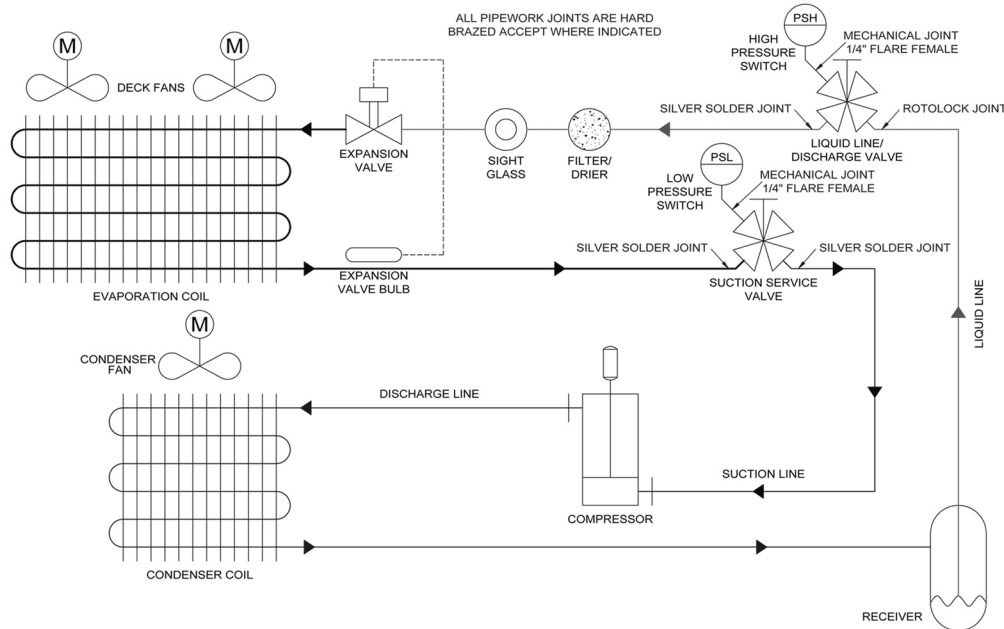 ALL PIPEWORK JOINTS ARE HARD
BRAZED ACCEPT WHERE INDICATED
PSH
MECHANICAL JOINT
1/4" FLARE FEMALE
HIGH
PRESSURE
SWITCH
M
M
DECK FANS
SILVER SOLDER JOINT
ROTOLOCK JOINT
LIQUID LINE/
DISCHARGE VALVE
EXPANSION
VALVE
SIGHT
GLASS
FILTER/
DRIER
PSL
MECHANICAL JOINT
1/4" FLARE FEMALE
LOW
PRESSURE
SWITCH
SILVER SOLDER JOINT
SILVER SOLDER JOINT
EXPANSION
VALVE BULB
SUCTION SERVICE
VALVE
EVAPORATION COIL
M
CONDENSER
FAN
LIQUID LINE
DISCHARGE LINE
SUCTION LINE
COMPRESSOR
CONDENSER COIL
RECEIVER